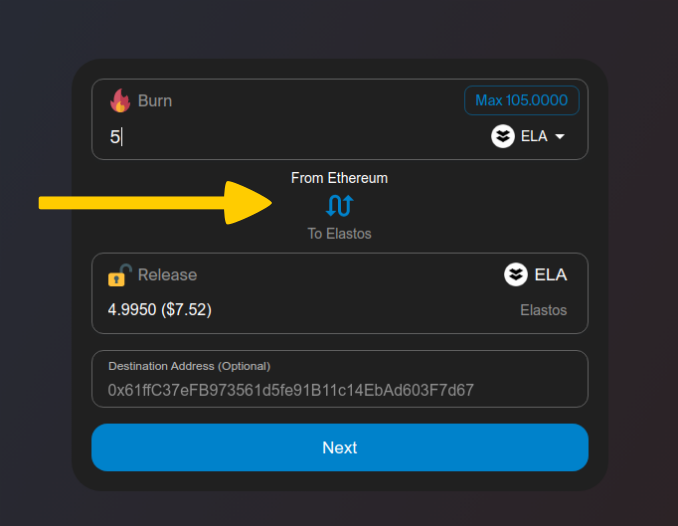 Burn
Max 105.0000
5
ELA
From Ethereum
To Elastos
Release
ELA
4.9950 ($7.52)
Elastos
Destination Address (Optional)
0x61ffC37eFB973561d5fe91B11c14EbAd603F7d67
Next